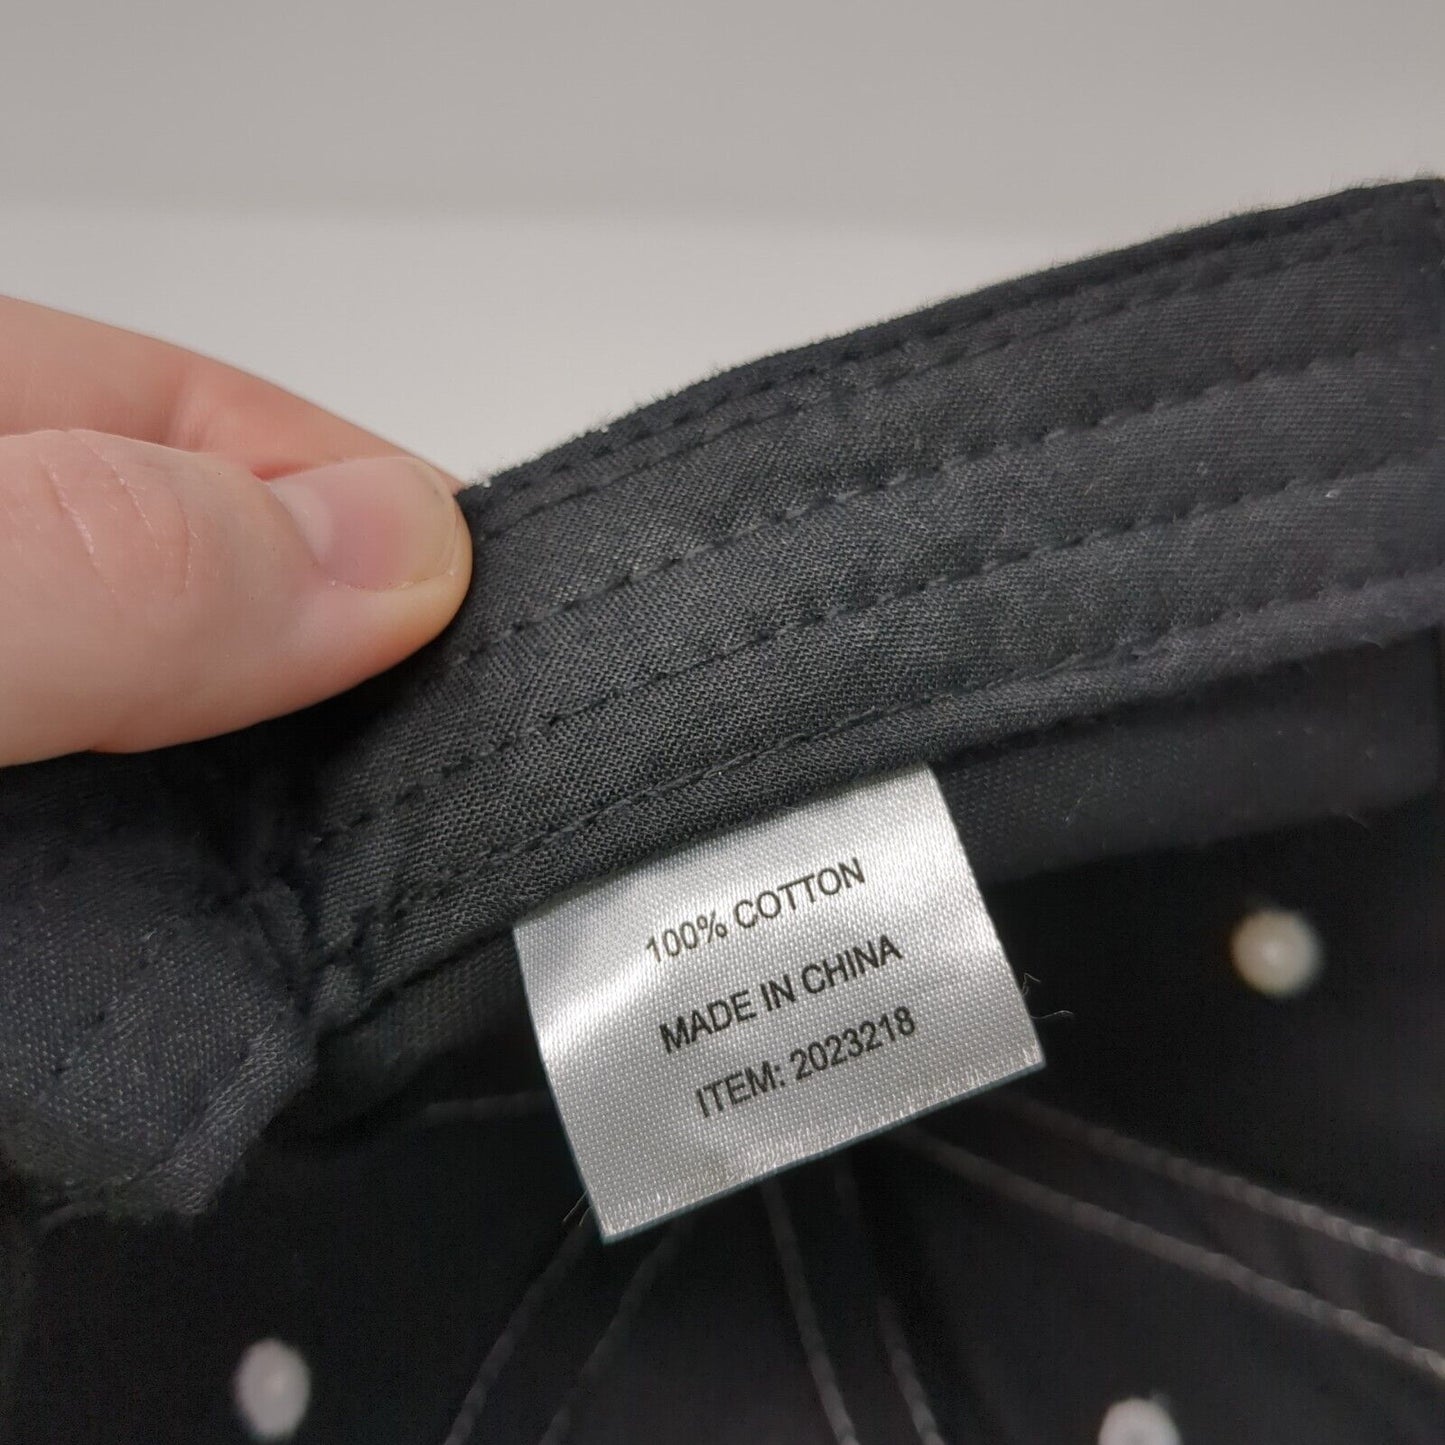 100% COTTON
MADE IN CHINA
ITEM: 2023218